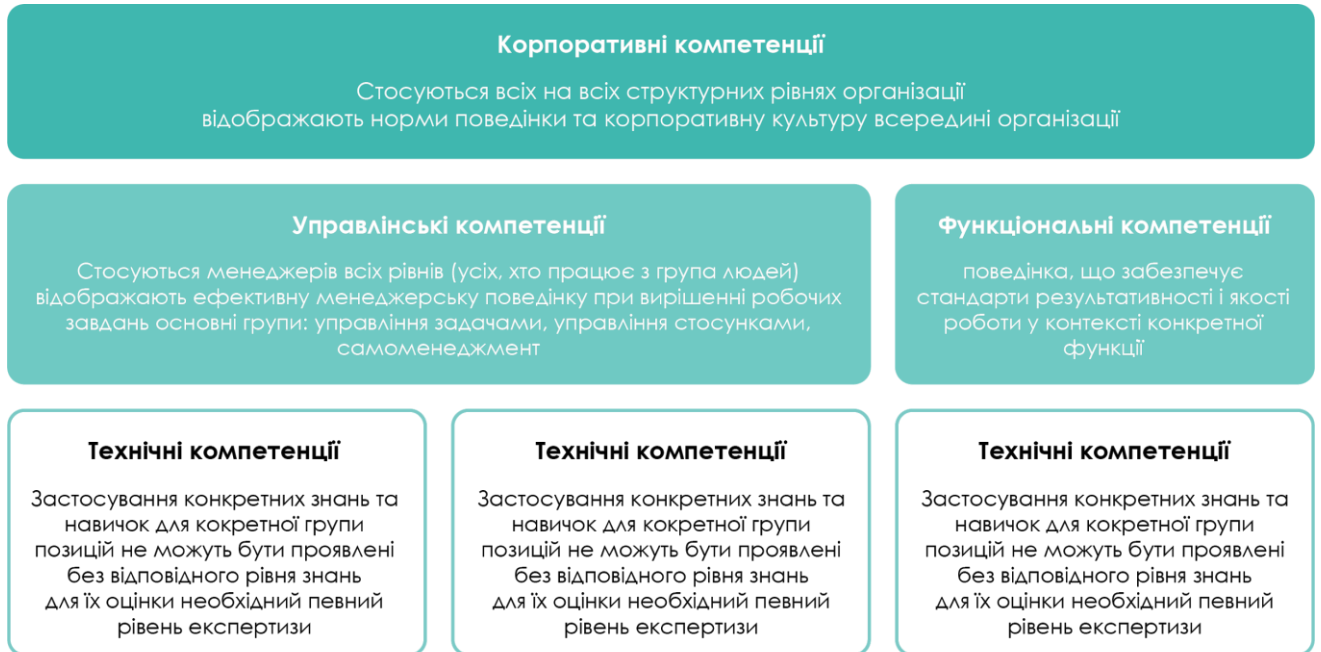 Корпоративні компетенції
Стосуються всіх на всіх структурних рівнях організації
відображають норми поведінки та корпоративну культуру всередині організації
Управлінські компетенції
Стосуються менеджерів всіх рівнів (усіх, хто працює з група людей)
відображають ефективну менеджерську поведінку при вирішенні робочих
завдань основні групи: управління задачами, управління стосунками,
самоменеджмент
Функціональні компетенції
поведінка, що забезпечує
стандарти результативності і якості
роботи у контексті конкретної
функції
Технічні компетенції
Застосування конкретних знань та
навичок для кокретної групи
позицій не можуть бути проявлені
без відповідного рівня знань
для їх оцінки необхідний певний
рівень експертизи
Технічні компетенції
Застосування конкретних знань та
навичок для кокретної групи
позицій не можуть бути проявлені
без відповідного рівня знань
для їх оцінки необхідний певний
рівень експертизи
Технічні компетенції
Застосування конкретних знань та
навичок для кокретної групи
позицій не можуть бути проявлені
без відповідного рівня знань
для їх оцінки необхідний певний
рівень експертизи